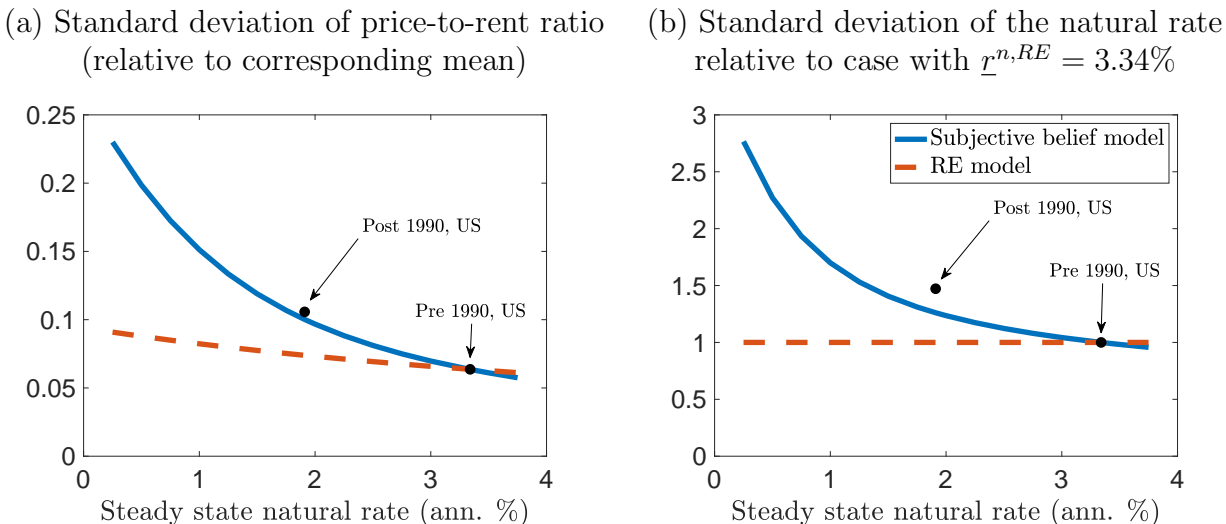 (a) Standard deviation of price-to-rent ratio
(relative to corresponding mean)
0.25
0.2
0.15
0.1
0.05
0
Post 1990, US
Pre 1990, US
0 1 2 3 4
Steady state natural rate (ann. %)
(b) Standard deviation of the natural rate
relative to case with r^{n,RE} = 3.34%
3
2.5
2
1.5
1
0.5
0
Subjective belief model
RE model
Post 1990, US
Pre 1990, US
0 1 2 3 4
Steady state natural rate (ann. %)